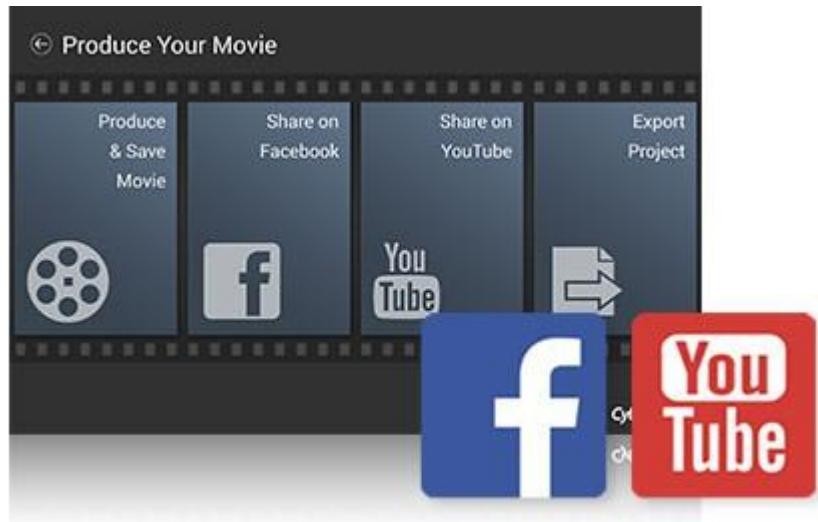 Produce Your Movie
Produce
& Save
Movie
Share on
Facebook
Share on
YouTube
Export
Project
f
You
Tube
f
You
Tube